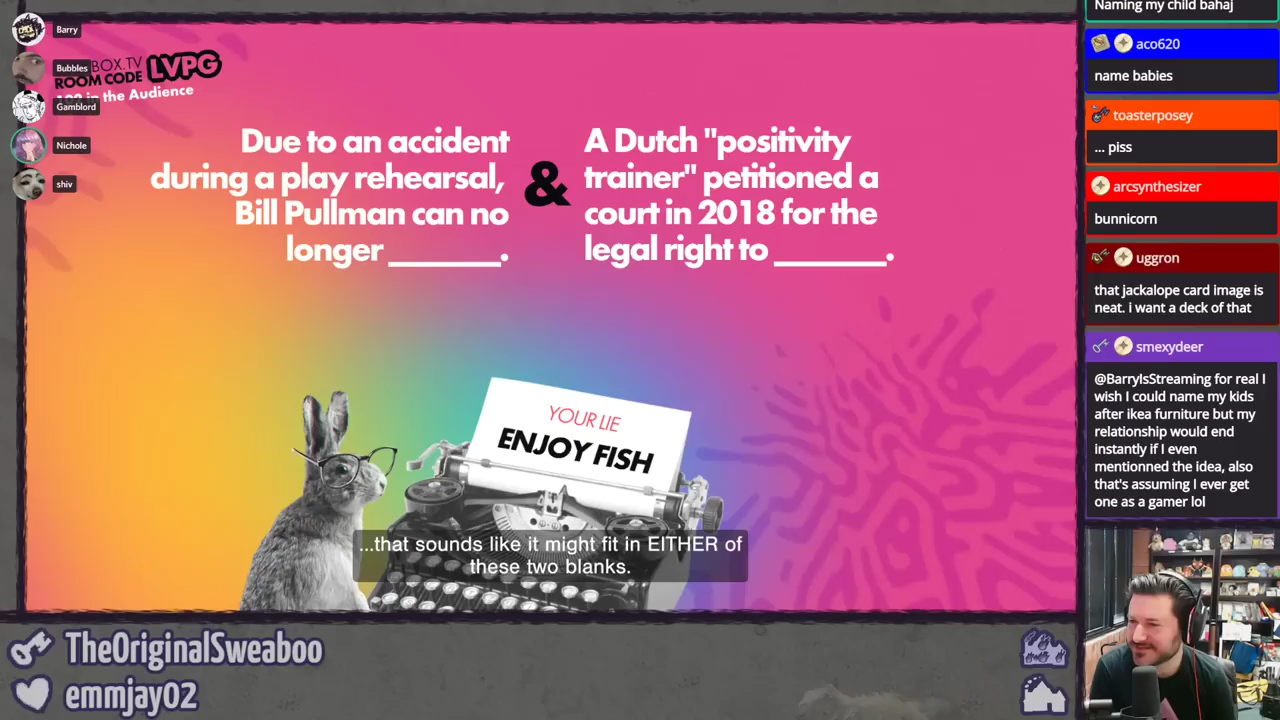 Barry
Bubbles
BOX.TV
ROOM CODE LVPG
in the Audience
Gamblord
Nichole
shiv
Due to an accident
during a play rehearsal,
Bill Pullman can no
longer _______.
&
A Dutch "positivity
trainer" petitioned a
court in 2018 for the
legal right to _______.
YOUR LIE
ENJOY FISH
...that sounds like it might fit in EITHER of
these two blanks.
TheOriginalSweaboo
emmjay02
Naming my child bahaj
aco620
name babies
toasterposey
... piss
arcsynthesizer
bunnicorn
uggron
that jackalope card image is
neat. i want a deck of that
smexydeer
@BarryIsStreaming for real I
wish I could name my kids
after ikea furniture but my
relationship would end
instantly if I even
mentionned the idea, also
that's assuming I ever get
one as a gamer lol